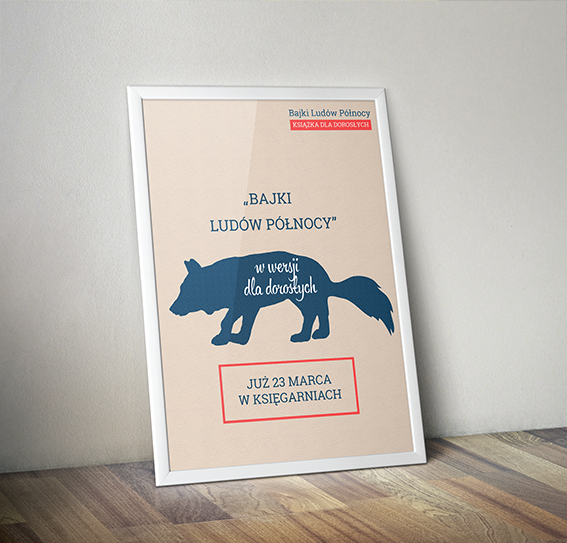 Bajki Ludów Północy
KSIĄŻKA DLA DOROSŁYCH
„BAJKI
LUDÓW PÓŁNOCY”
w wersji
dla dorosłych
JUŻ 23 MARCA
W KSIĘGARNIACH